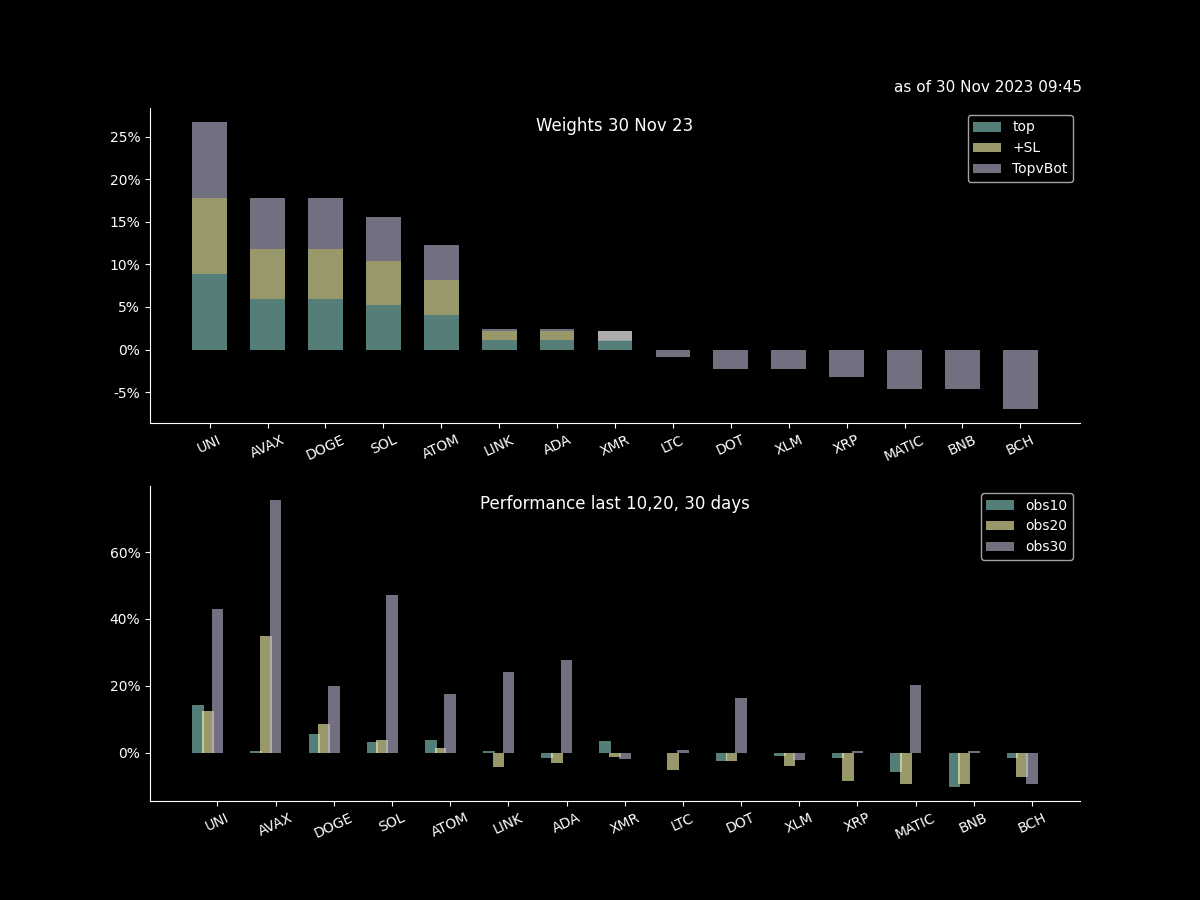 as of 30 Nov 2023 09:45
Weights 30 Nov 23
top
+SL
TopvBot
25%
20%
15%
10%
5%
0%
-5%
UNI AVAX DOGE SOL ATOM LINK ADA XMR LTC DOT XLM XRP MATIC BNB BCH
Performance last 10,20, 30 days
obs10
obs20
obs30
60%
40%
20%
0%
UNI AVAX DOGE SOL ATOM LINK ADA XMR LTC DOT XLM XRP MATIC BNB BCH